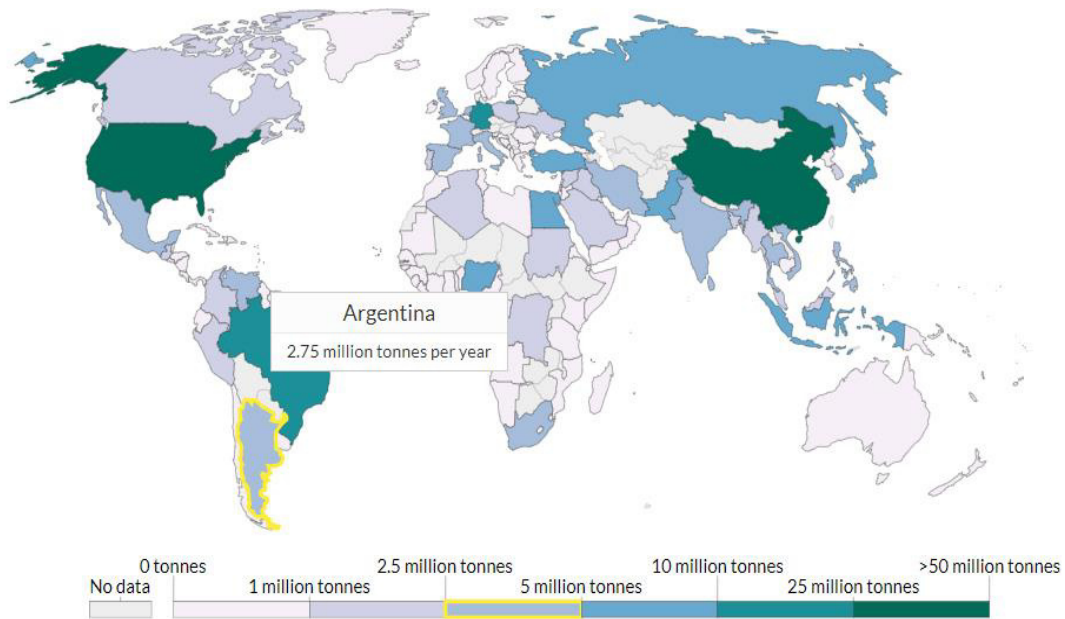 Argentina
2.75 million tonnes per year
0 tonnes 2.5 million tonnes 10 million tonnes >50 million tonnes
No data 1 million tonnes 5 million tonnes 25 million tonnes